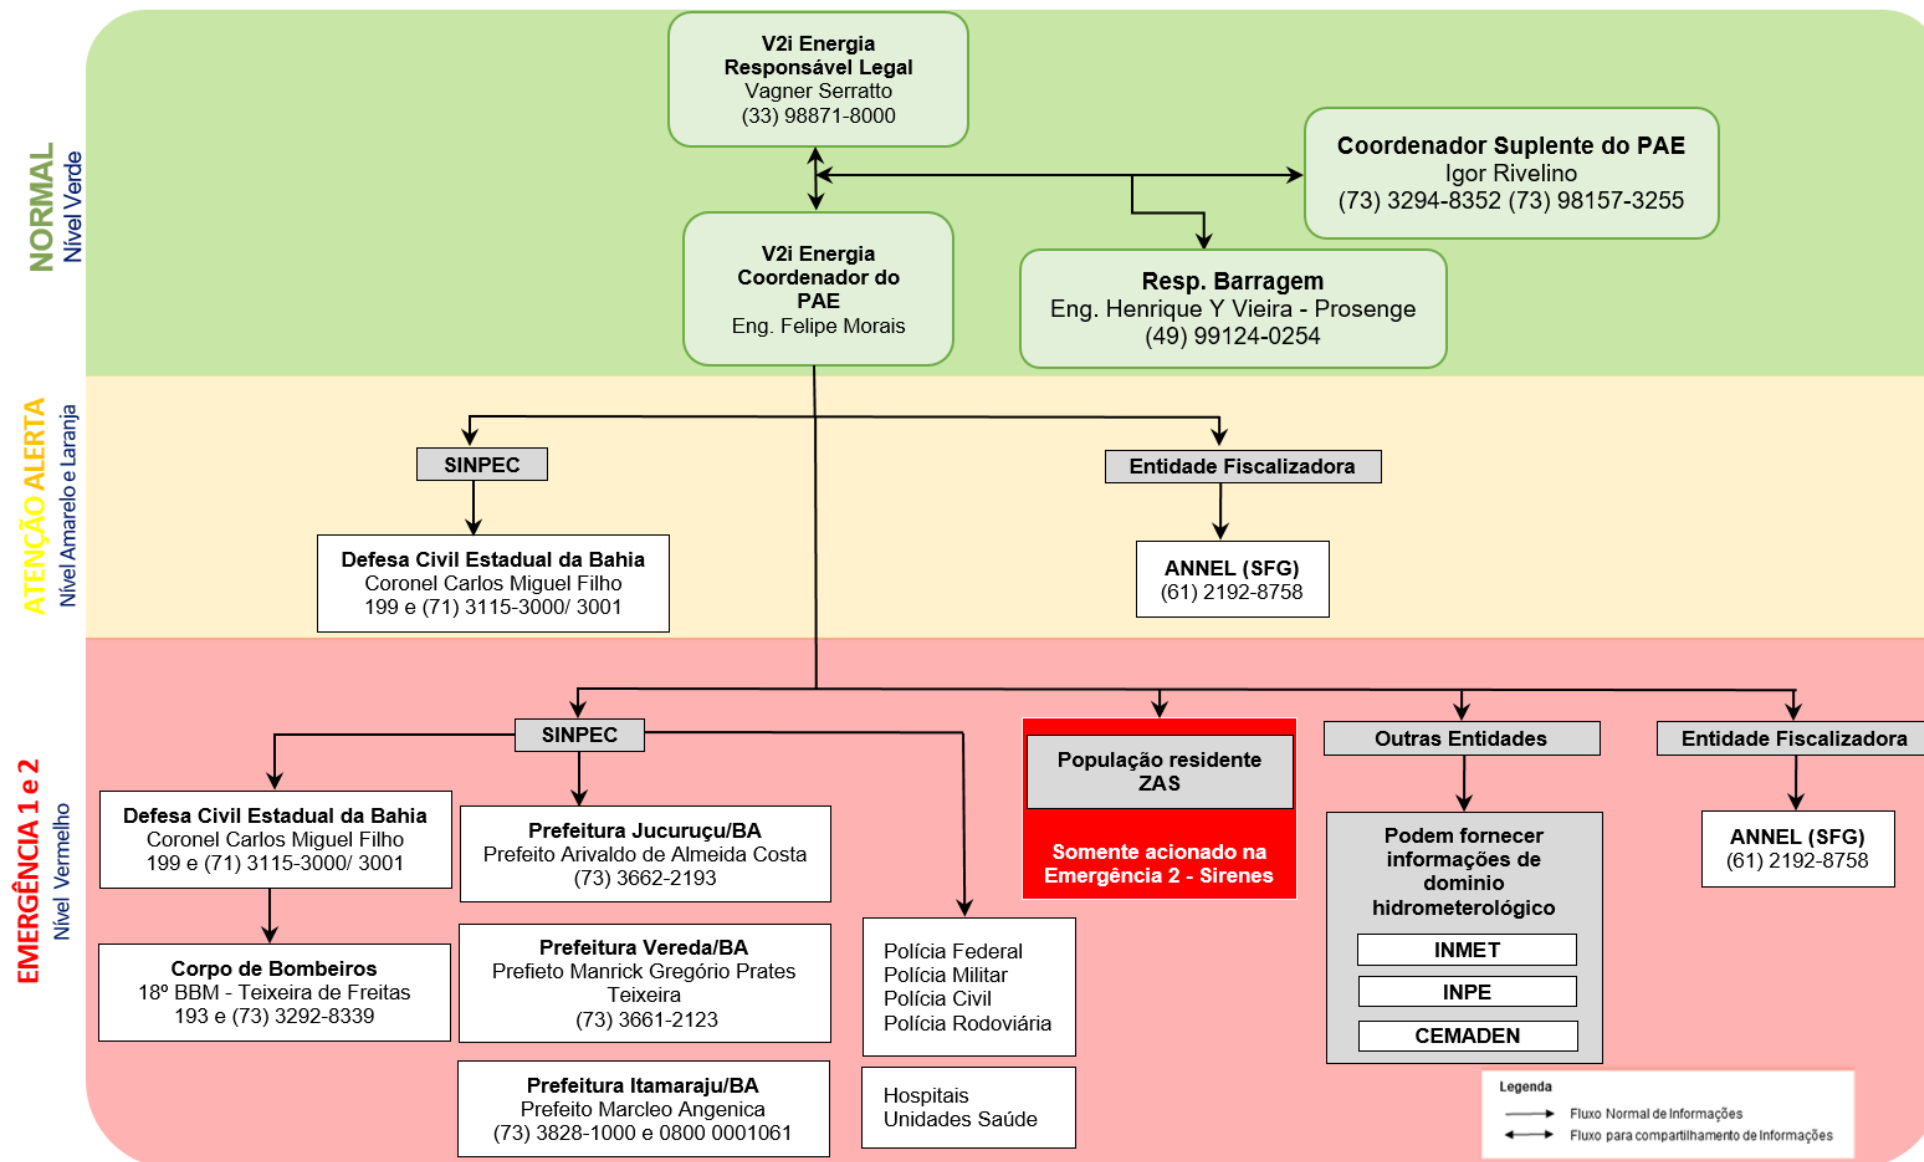 NORMAL
Nível Verde
V2i Energia
Responsável Legal
Vagner Serratto
(33) 98871-8000
Coordenador Suplente do PAE
Igor Rivelino
(73) 3294-8352 (73) 98157-3255
V2i Energia
Coordenador do
PAE
Eng. Felipe Morais
Resp. Barragem
Eng. Henrique Y Vieira - Prosenge
(49) 99124-0254
ATENÇÃO ALERTA
Nível Amarelo e Laranja
SINPEC
Entidade Fiscalizadora
Defesa Civil Estadual da Bahia
Coronel Carlos Miguel Filho
199 e (71) 3115-3000/ 3001
ANNEL (SFG)
(61) 2192-8758
EMERGÊNCIA 1 e 2
Nível Vermelho
SINPEC
População residente
ZAS
Somente acionado na
Emergência 2 - Sirenes
Outras Entidades
Entidade Fiscalizadora
Defesa Civil Estadual da Bahia
Coronel Carlos Miguel Filho
199 e (71) 3115-3000/ 3001
Prefeitura Jucuruçu/BA
Prefeito Arivaldo de Almeida Costa
(73) 3662-2193
Podem fornecer
informações de
dominio
hidrometerológico
INMET
INPE
CEMADEN
ANNEL (SFG)
(61) 2192-8758
Corpo de Bombeiros
18º BBM - Teixeira de Freitas
193 e (73) 3292-8339
Prefeitura Vereda/BA
Prefieto Manrick Gregório Prates
Teixeira
(73) 3661-2123
Polícia Federal
Polícia Militar
Polícia Civil
Polícia Rodoviária
Prefeitura Itamaraju/BA
Prefeito Marcleo Angenica
(73) 3828-1000 e 0800 0001061
Hospitais
Unidades Saúde
Legenda
Fluxo Normal de Informações
Fluxo para compartilhamento de Informações